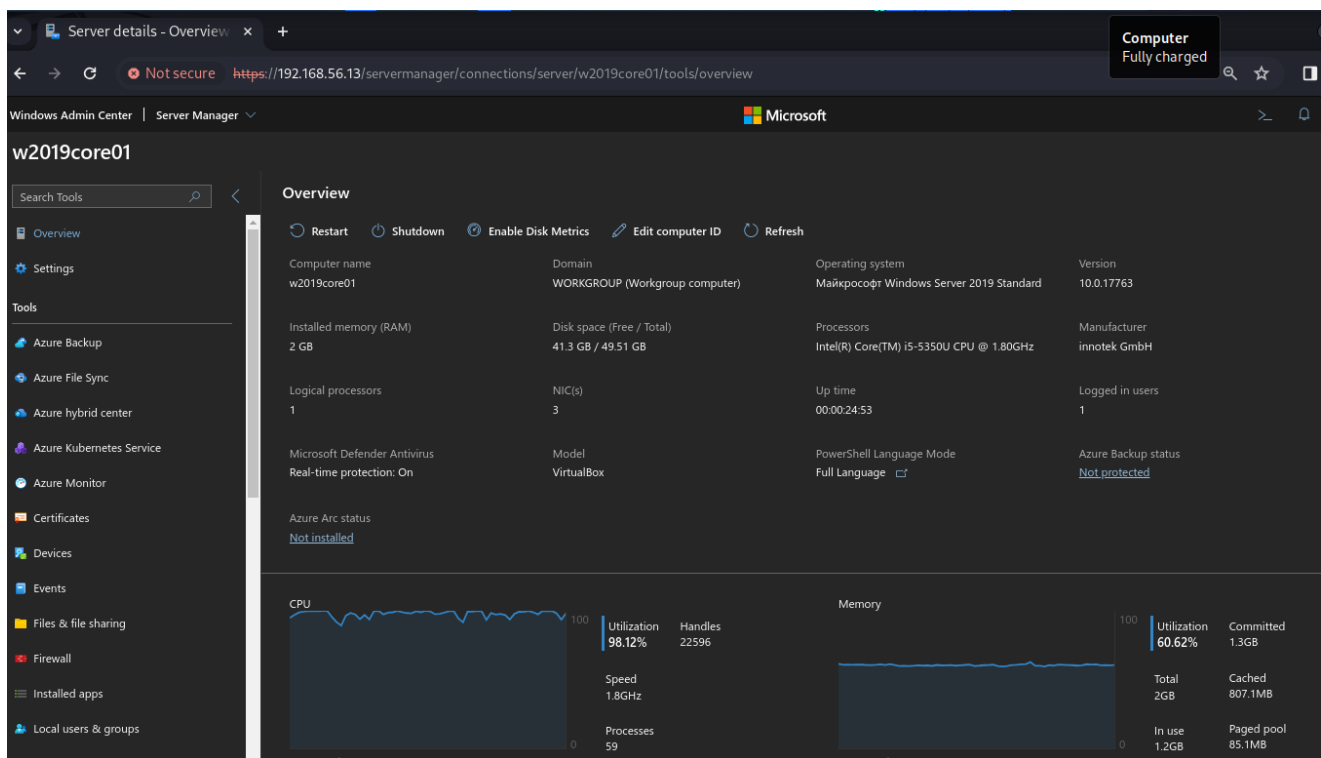 Server details - Overview
Computer
Fully charged
Not secure https://192.168.56.13/servermanager/connections/server/w2019core01/tools/overview
Windows Admin Center | Server Manager
Microsoft
w2019core01
Search Tools
Overview
Settings
Tools
Azure Backup
Azure File Sync
Azure hybrid center
Azure Kubernetes Service
Azure Monitor
Certificates
Devices
Events
Files & file sharing
Firewall
Installed apps
Local users & groups
Overview
Restart Shutdown Enable Disk Metrics Edit computer ID Refresh
Computer name Domain Operating system Version
w2019core01 WORKGROUP (Workgroup computer) Майкрософт Windows Server 2019 Standard 10.0.17763
Installed memory (RAM) Disk space (Free / Total) Processors Manufacturer
2 GB 41.3 GB / 49.51 GB Intel(R) Core(TM) i5-5350U CPU @ 1.80GHz innotek GmbH
Logical processors NIC(s) Up time Logged in users
1 3 00:00:24:53 1
Microsoft Defender Antivirus Model PowerShell Language Mode Azure Backup status
Real-time protection: On VirtualBox Full Language Not protected
Azure Arc status
Not installed
CPU
100
0
Utilization Handles
98.12% 22596
Speed
1.8GHz
Processes
59
Memory
100
0
Utilization Committed
60.62% 1.3GB
Total Cached
2GB 807.1MB
In use Paged pool
1.2GB 85.1MB